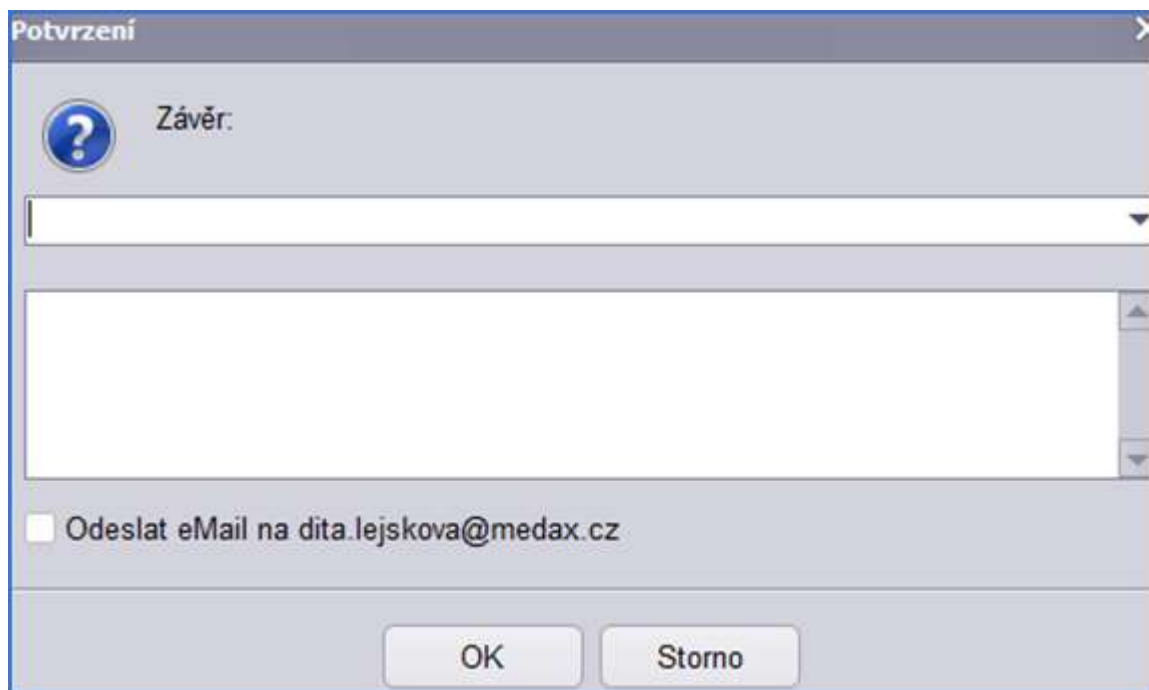 Potvrzení
Závěr:
Odeslat eMail na dita.lejskova@medax.cz
OK
Storno